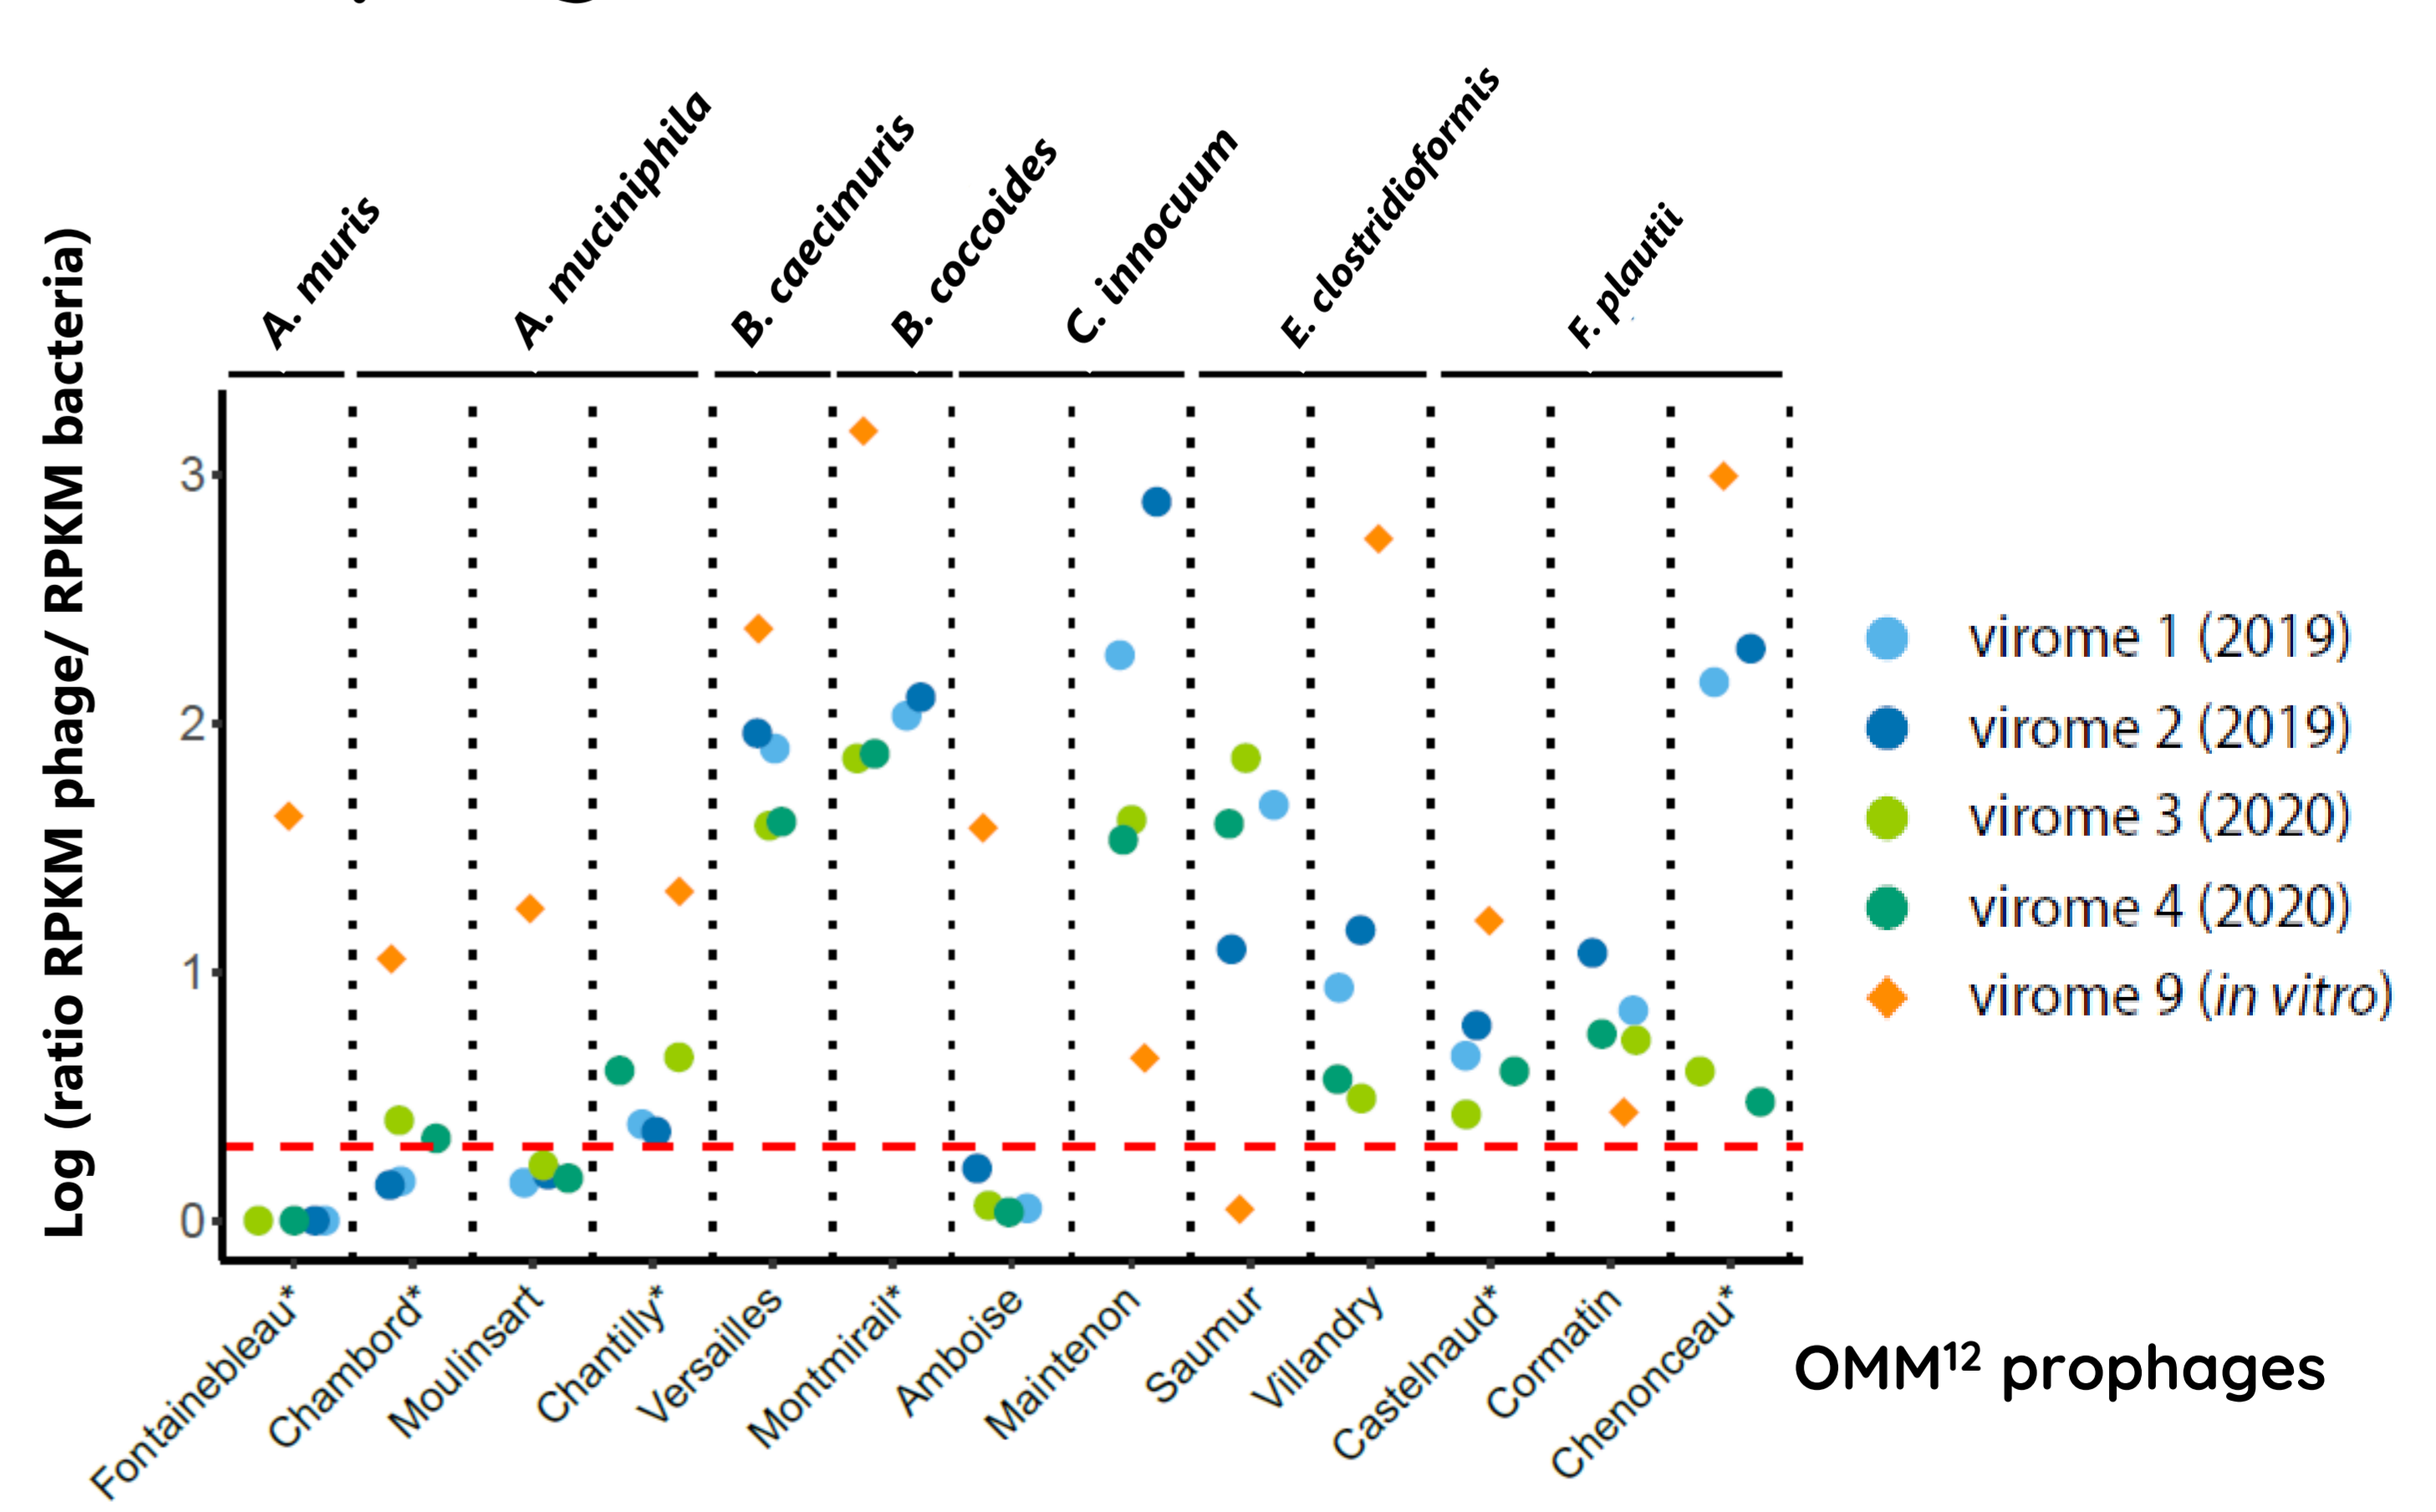 A. muris
A. muciniphila
B. caecimuris
B. coccoides
C. innocuum
E. clostridioformis
F. plautii
Log (ratio RPKM phage/ RPKM bacteria)
3
2
1
0
virome 1 (2019)
virome 2 (2019)
virome 3 (2020)
virome 4 (2020)
virome 9 (in vitro)
Fontainebleau*
Chambord*
Moulinsart
Chantilly*
Versailles
Montmirail*
Amboise
Maintenon
Saumur
Villandry
Castelnaud*
Cormatin
Chenonceau*
OMM¹² prophages